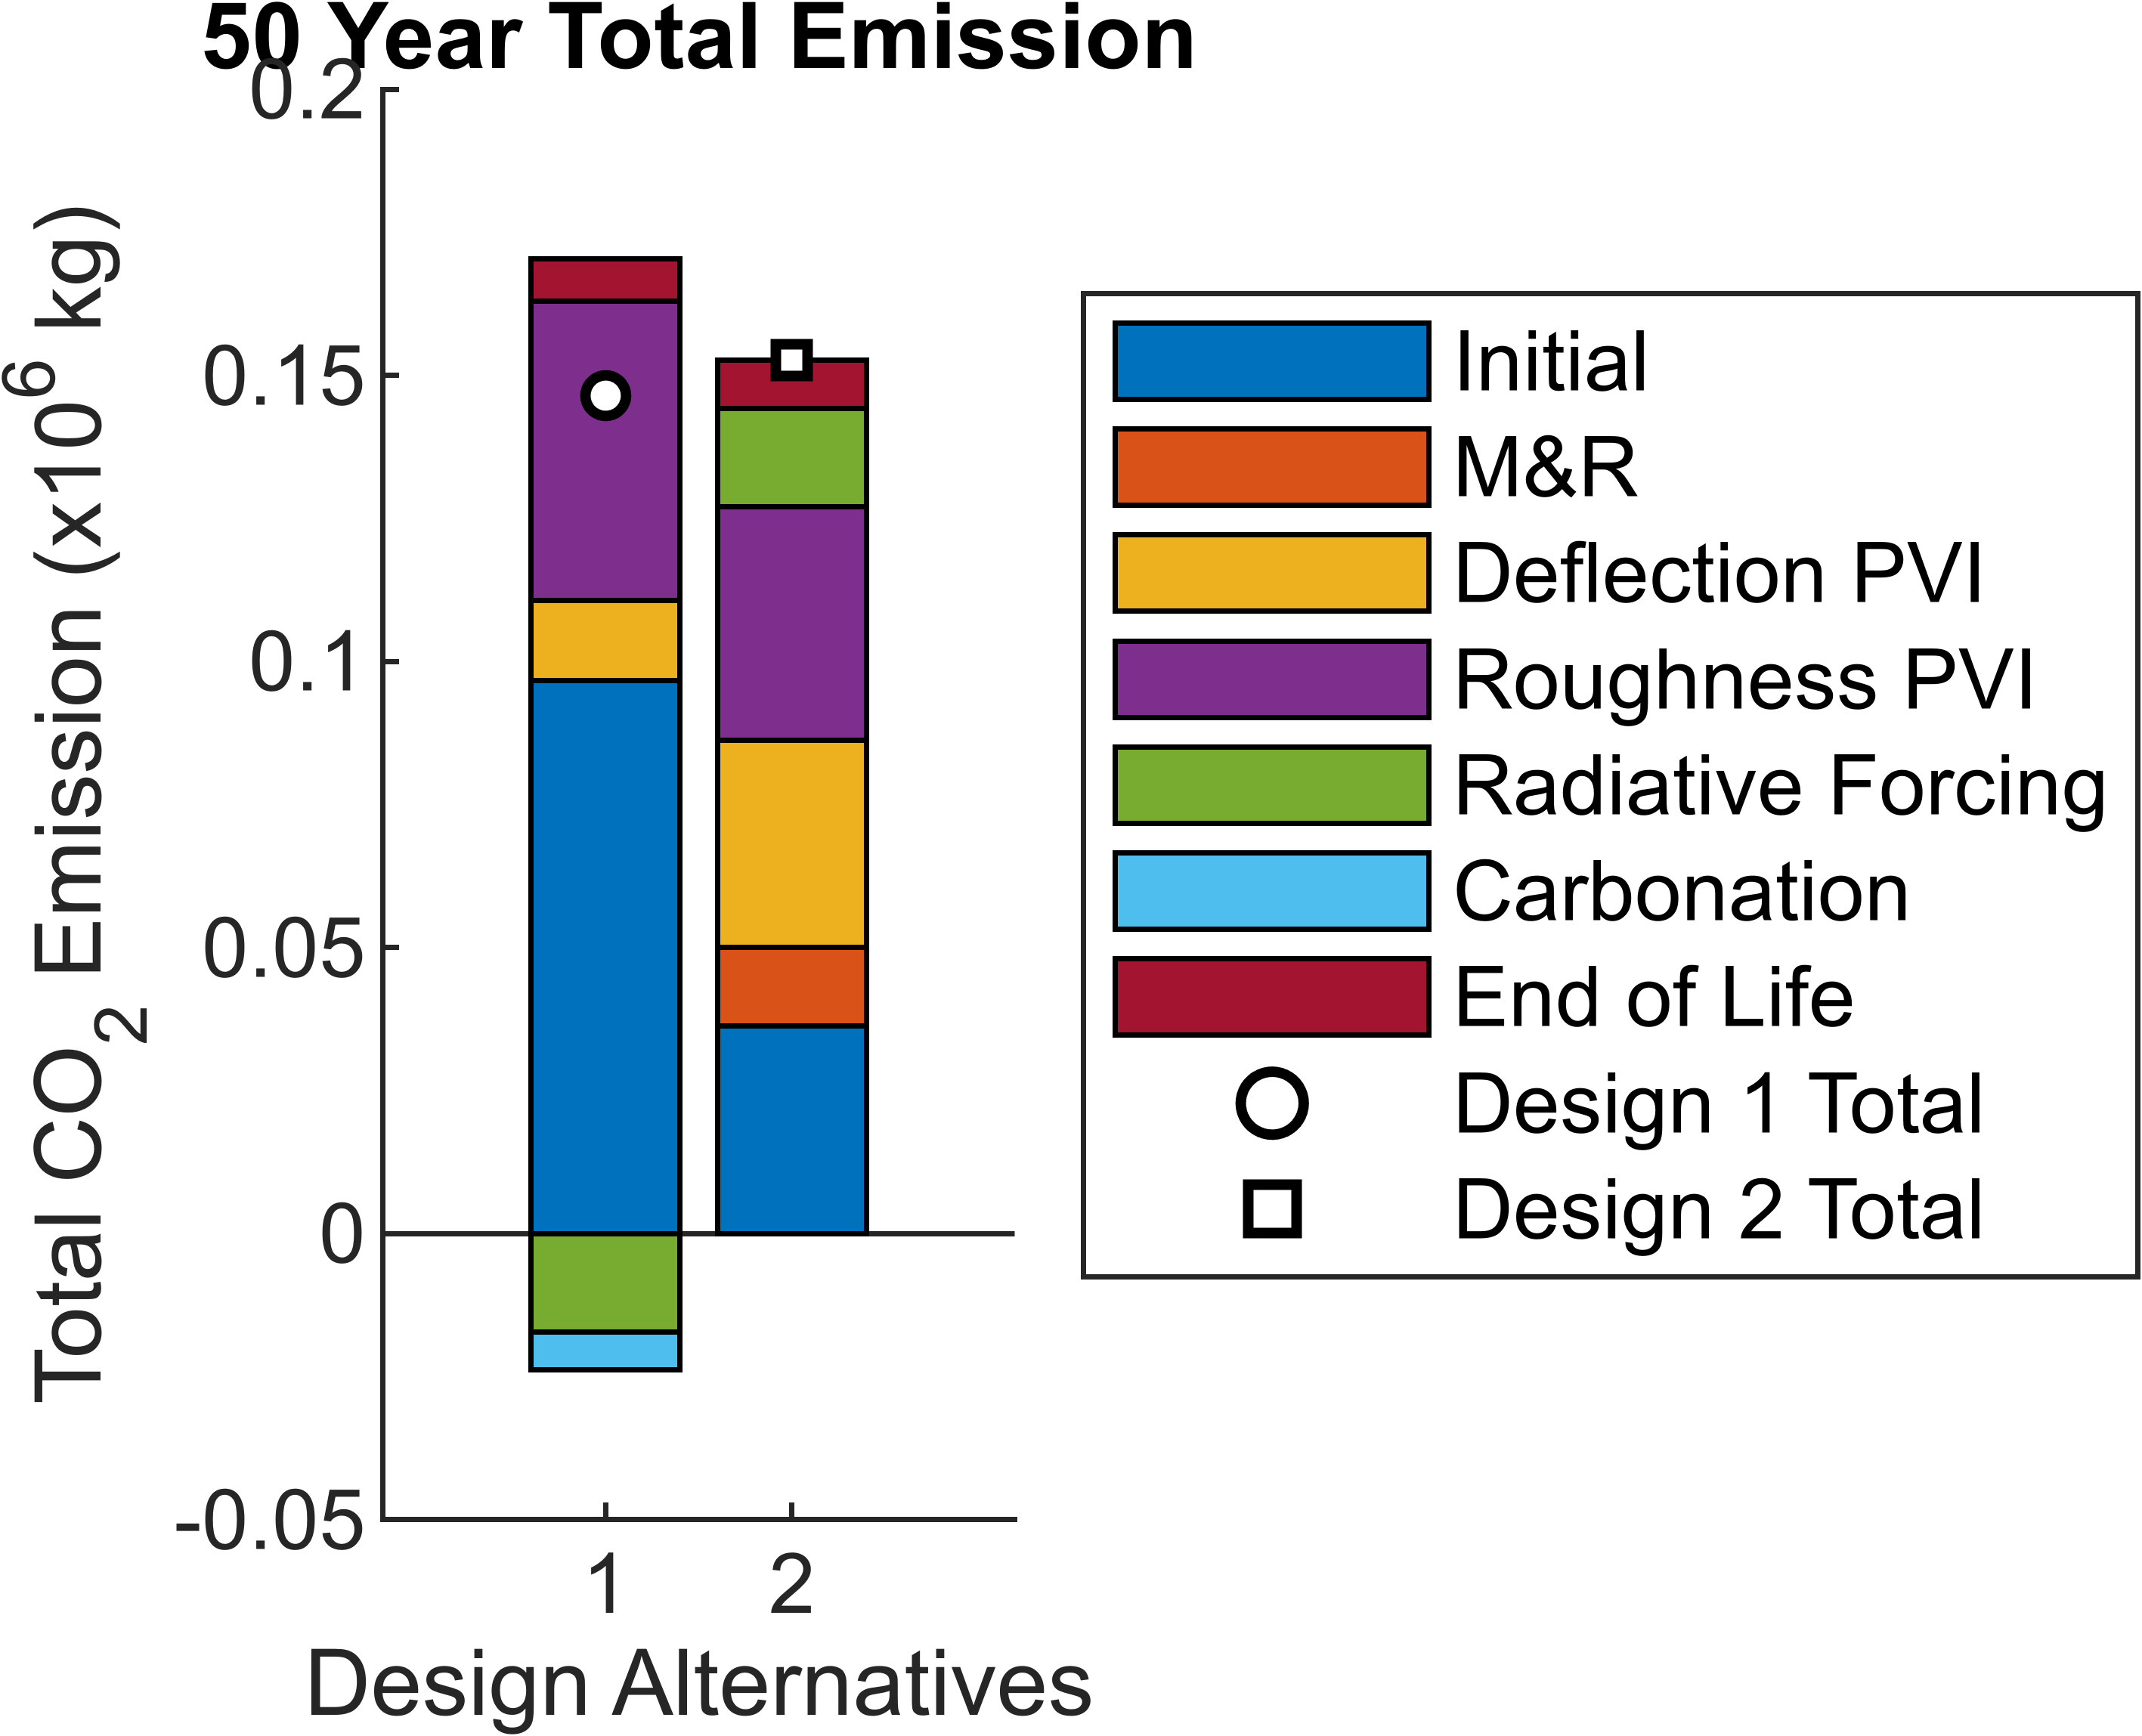 50 Year Total Emission
Total CO2 Emission (x10^6 kg)
0.2
0.15
0.1
0.05
0
-0.05
1 2
Design Alternatives
Initial
M&R
Deflection PVI
Roughness PVI
Radiative Forcing
Carbonation
End of Life
Design 1 Total
Design 2 Total